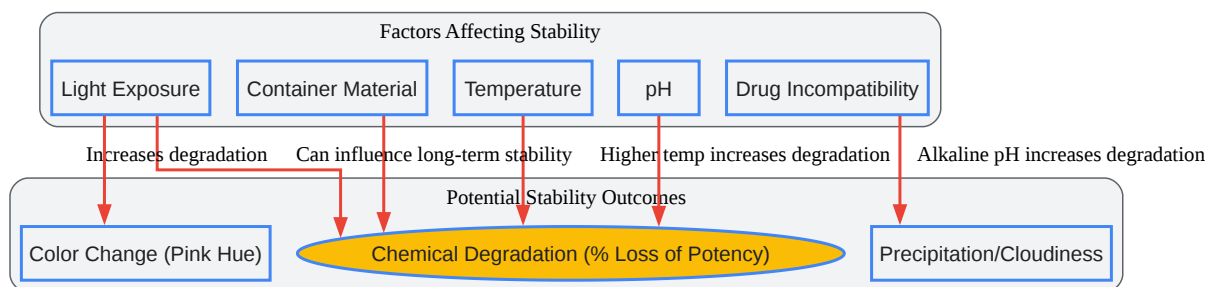 Factors Affecting Stability
Light Exposure
Container Material
Temperature
pH
Drug Incompatibility
Increases degradation
Can influence long-term stability
Higher temp increases degradation
Alkaline pH increases degradation
Potential Stability Outcomes
Color Change (Pink Hue)
Chemical Degradation (% Loss of Potency)
Precipitation/Cloudiness